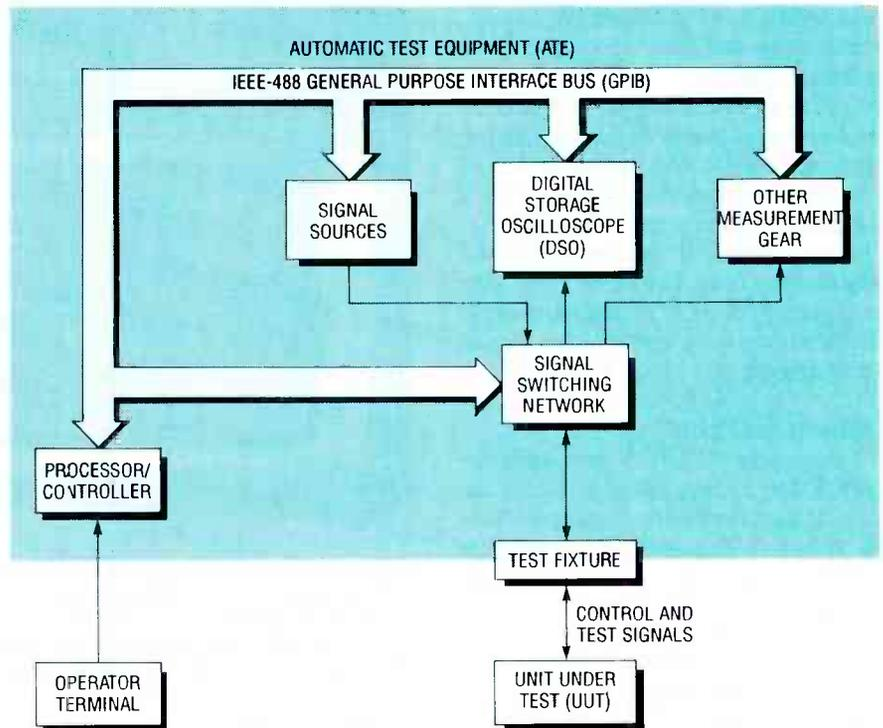 AUTOMATIC TEST EQUIPMENT (ATE)
IEEE-488 GENERAL PURPOSE INTERFACE BUS (GPIB)
SIGNAL
SOURCES
DIGITAL
STORAGE
OSCILLOSCOPE
(DSO)
OTHER
MEASUREMENT
GEAR
SIGNAL
SWITCHING
NETWORK
PROCESSOR/
CONTROLLER
TEST FIXTURE
CONTROL AND
TEST SIGNALS
OPERATOR
TERMINAL
UNIT UNDER
TEST (UUT)